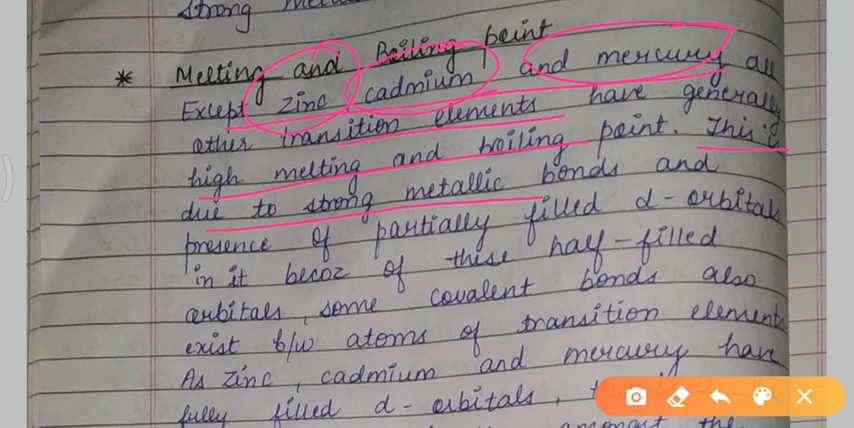 strong
Melting and Boiling point
* Except zinc, cadmium and mercury all
other transition elements have generally
high melting and boiling point. This is
due to strong metallic bonds and
presence of partially filled d-orbitals
in it becoz of these half-filled
orbitals, some covalent bonds also
exist b/w atoms of transition elements
As zinc, cadmium and mercury have
fully filled d-orbitals,
the